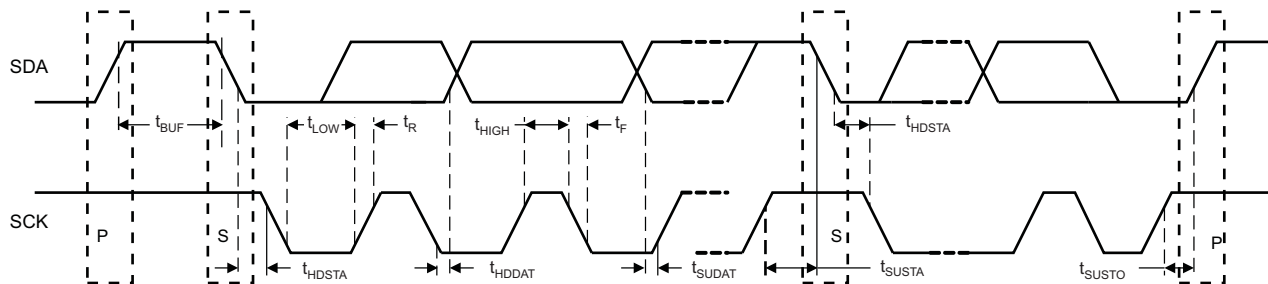 SDA
tBUF
tLOW
tR
tHIGH
tF
tHDSTA
SCK
P
S
tHDSTA
tHDDAT
tSUDAT
S
tSUSTA
tSUSTO
P